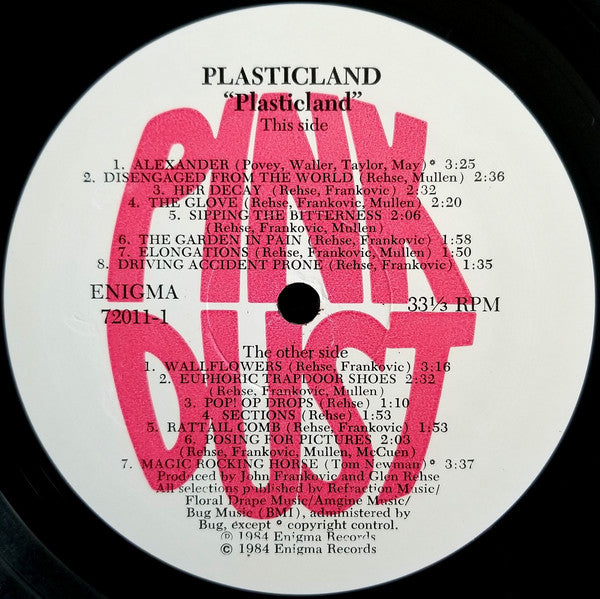 PINK
DUST
PLASTICLAND
“Plasticland”
This side
1. ALEXANDER (Povey, Waller, Taylor, May)° 3:25
2. DISENGAGED FROM THE WORLD (Rehse, Mullen) 2:36
3. HER DECAY (Rehse, Frankovic) 2:32
4. THE GLOVE (Rehse, Frankovic, Mullen) 2:20
5. SIPPING THE BITTERNESS 2:06
(Rehse, Frankovic, Mullen)
6. THE GARDEN IN PAIN (Rehse, Frankovic) 1:58
7. ELONGATIONS (Rehse, Frankovic, Mullen) 1:50
8. DRIVING ACCIDENT PRONE (Rehse, Frankovic) 1:35
ENIGMA
72011-1
33⅓ RPM
The other side
1. WALLFLOWERS (Rehse, Frankovic) 3:16
2. EUPHORIC TRAPDOOR SHOES 2:32
(Rehse, Frankovic, Mullen)
3. POP! OP DROPS (Rehse) 1:10
4. SECTIONS (Rehse) 1:53
5. RATTAIL COMB (Rehse, Frankovic) 1:53
6. POSING FOR PICTURES 2:03
(Rehse, Frankovic, Mullen, McCuen)
7. MAGIC ROCKING HORSE (Tom Newman)° 3:37
Produced by John Frankovic and Glen Rehse
All selections published by Refraction Music/
Floral Drape Music/Amgine Music/
Bug Music (BMI), administered by
Bug, except ° copyright control.
℗ 1984 Enigma Records
© 1984 Enigma Records